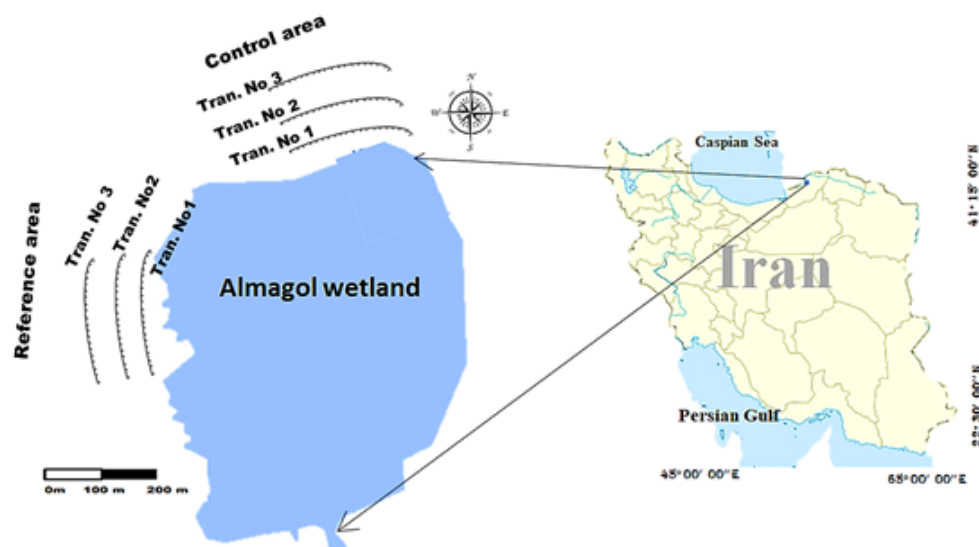 Control area
Tran. No 3
Tran. No 2
Tran. No 1
N
W
E
S
Reference area
Tran. No 3
Tran. No2
Tran. No1
Almagol wetland
0m 100 m 200 m
Caspian Sea
Iran
Persian Gulf
41°15' 00"N
45°00' 00"E
65°00' 00"E